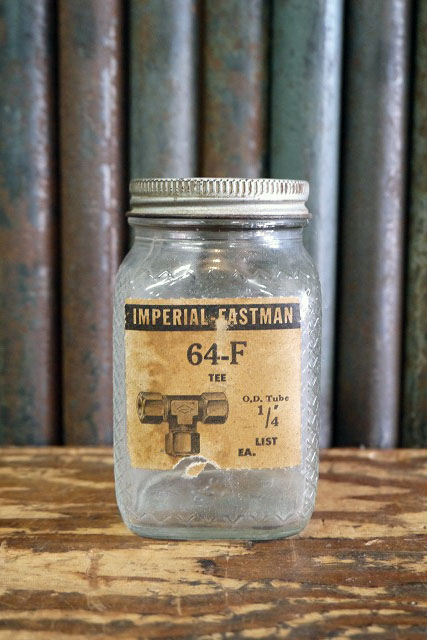 IMPERIAL-EASTMAN
64-F
TEE
O.D. Tube
1/4"
LIST
EA.